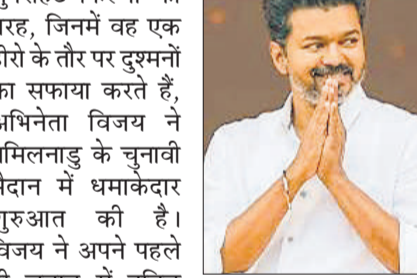 तरह, जिनमें वह एक
हीरो के तौर पर दुश्मनों
का सफाया करते हैं,
अभिनेता विजय ने
तमिलनाडु के चुनावी
मैदान में धमाकेदार
शुरुआत की है।
विजय ने अपने पहले